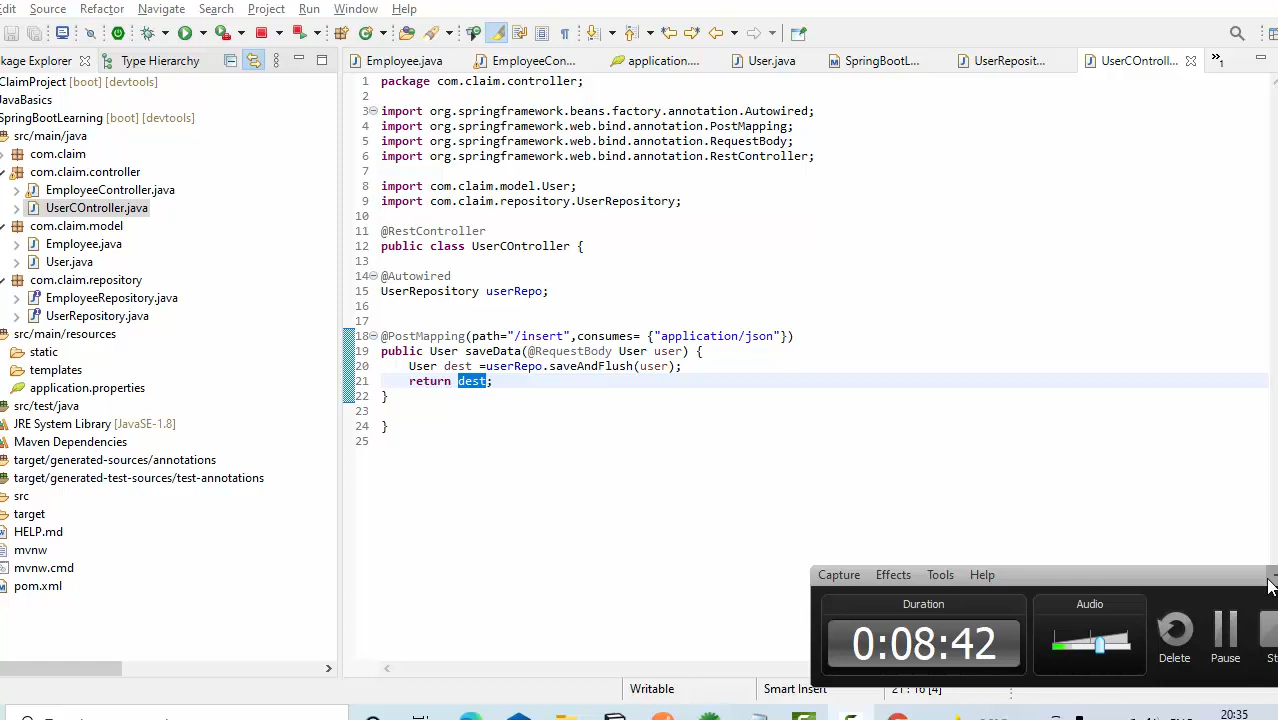 Edit Source Refactor Navigate Search Project Run Window Help
Package Explorer Type Hierarchy
ClaimProject [boot] [devtools]
JavaBasics
SpringBootLearning [boot] [devtools]
src/main/java
com.claim
com.claim.controller
EmployeeController.java
UserCOntroller.java
com.claim.model
Employee.java
User.java
com.claim.repository
EmployeeRepository.java
UserRepository.java
src/main/resources
static
templates
application.properties
src/test/java
JRE System Library [JavaSE-1.8]
Maven Dependencies
target/generated-sources/annotations
target/generated-test-sources/test-annotations
src
target
HELP.md
mvnw
mvnw.cmd
pom.xml
Employee.java EmployeeCon... application.... User.java SpringBootL... UserReposit... UserCOntroll... »1
1 package com.claim.controller;
2
3 import org.springframework.beans.factory.annotation.Autowired;
4 import org.springframework.web.bind.annotation.PostMapping;
5 import org.springframework.web.bind.annotation.RequestBody;
6 import org.springframework.web.bind.annotation.RestController;
7
8 import com.claim.model.User;
9 import com.claim.repository.UserRepository;
10
11 @RestController
12 public class UserCOntroller {
13
14 @Autowired
15 UserRepository userRepo;
16
17
18 @PostMapping(path="/insert",consumes= {"application/json"})
19 public User saveData(@RequestBody User user) {
20 User dest =userRepo.saveAndFlush(user);
21 return dest;
22 }
23
24 }
25
Capture Effects Tools Help
Duration
0:08:42
Audio
Delete
Pause
St
Writable
Smart Insert
21 : 16 [4]
20:35